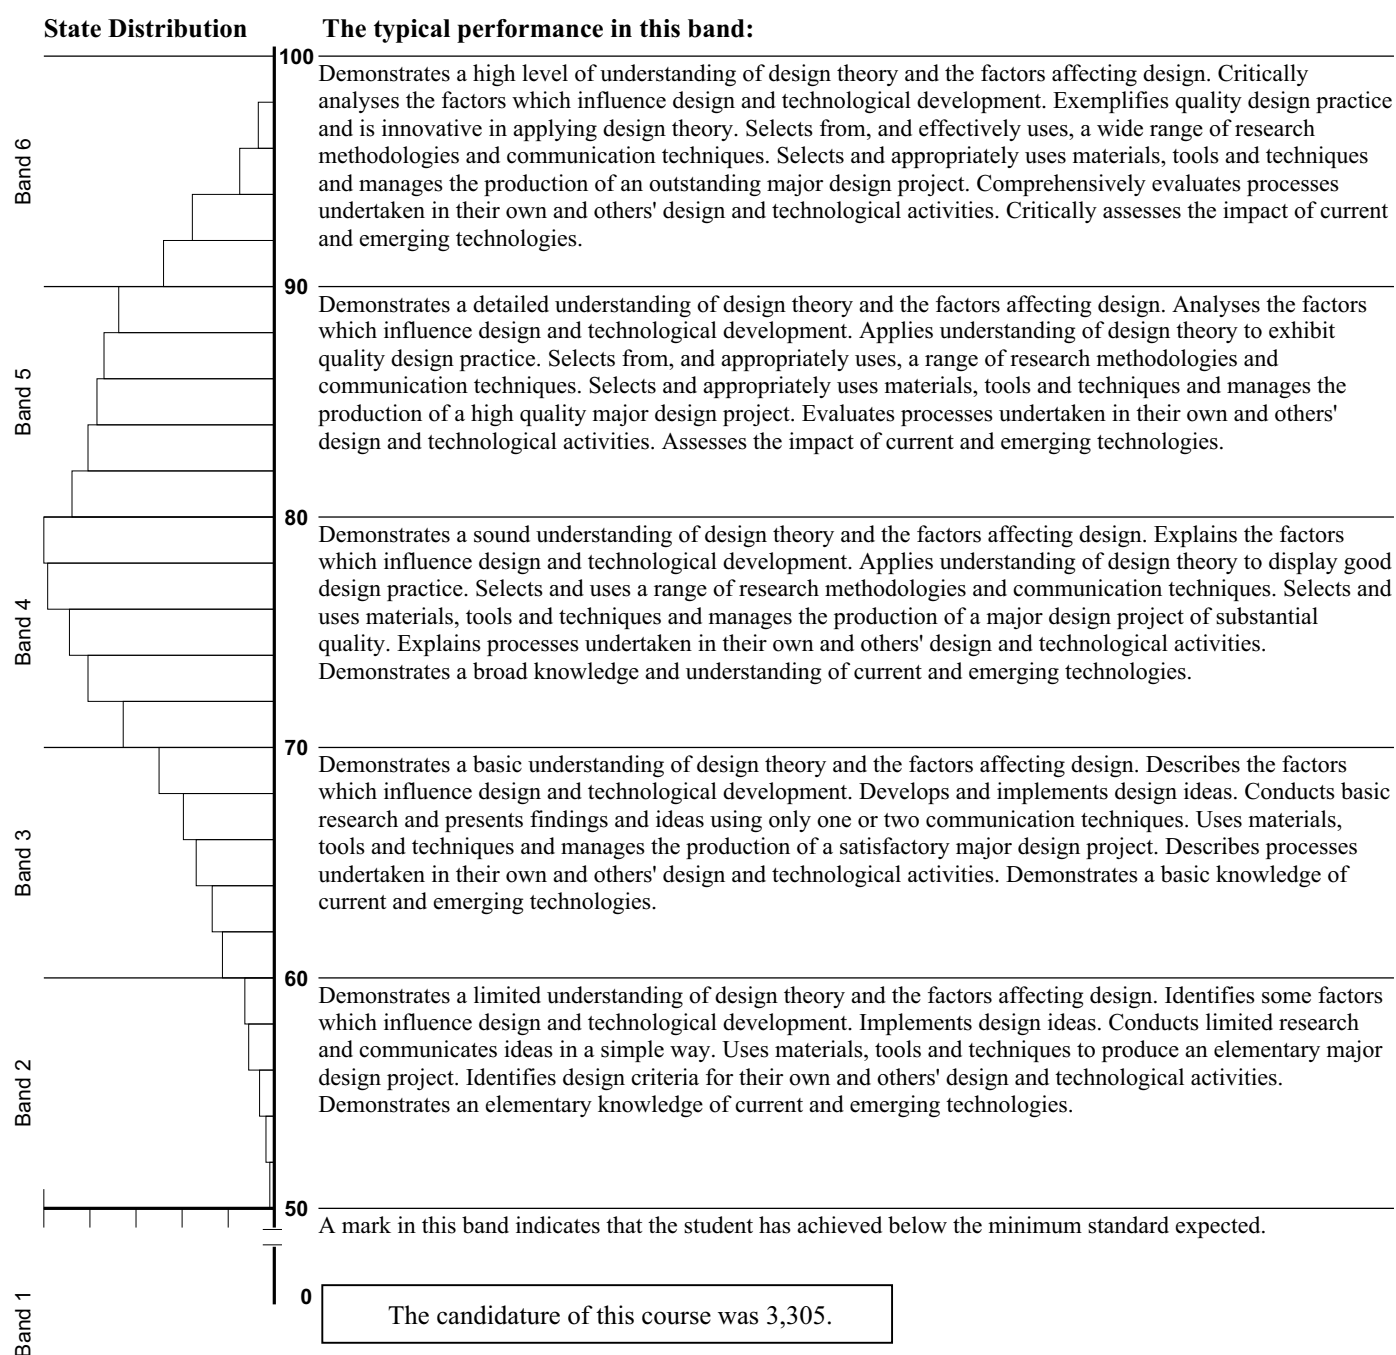 State Distribution
The typical performance in this band:
100
Band 6
Demonstrates a high level of understanding of design theory and the factors affecting design. Critically
analyses the factors which influence design and technological development. Exemplifies quality design practice
and is innovative in applying design theory. Selects from, and effectively uses, a wide range of research
methodologies and communication techniques. Selects and appropriately uses materials, tools and techniques
and manages the production of an outstanding major design project. Comprehensively evaluates processes
undertaken in their own and others' design and technological activities. Critically assesses the impact of current
and emerging technologies.
90
Band 5
Demonstrates a detailed understanding of design theory and the factors affecting design. Analyses the factors
which influence design and technological development. Applies understanding of design theory to exhibit
quality design practice. Selects from, and appropriately uses, a range of research methodologies and
communication techniques. Selects and appropriately uses materials, tools and techniques and manages the
production of a high quality major design project. Evaluates processes undertaken in their own and others'
design and technological activities. Assesses the impact of current and emerging technologies.
80
Band 4
Demonstrates a sound understanding of design theory and the factors affecting design. Explains the factors
which influence design and technological development. Applies understanding of design theory to display good
design practice. Selects and uses a range of research methodologies and communication techniques. Selects and
uses materials, tools and techniques and manages the production of a major design project of substantial
quality. Explains processes undertaken in their own and others' design and technological activities.
Demonstrates a broad knowledge and understanding of current and emerging technologies.
70
Band 3
Demonstrates a basic understanding of design theory and the factors affecting design. Describes the factors
which influence design and technological development. Develops and implements design ideas. Conducts basic
research and presents findings and ideas using only one or two communication techniques. Uses materials,
tools and techniques and manages the production of a satisfactory major design project. Describes processes
undertaken in their own and others' design and technological activities. Demonstrates a basic knowledge of
current and emerging technologies.
60
Band 2
Demonstrates a limited understanding of design theory and the factors affecting design. Identifies some factors
which influence design and technological development. Implements design ideas. Conducts limited research
and communicates ideas in a simple way. Uses materials, tools and techniques to produce an elementary major
design project. Identifies design criteria for their own and others' design and technological activities.
Demonstrates an elementary knowledge of current and emerging technologies.
50
A mark in this band indicates that the student has achieved below the minimum standard expected.
Band 1
0
The candidature of this course was 3,305.